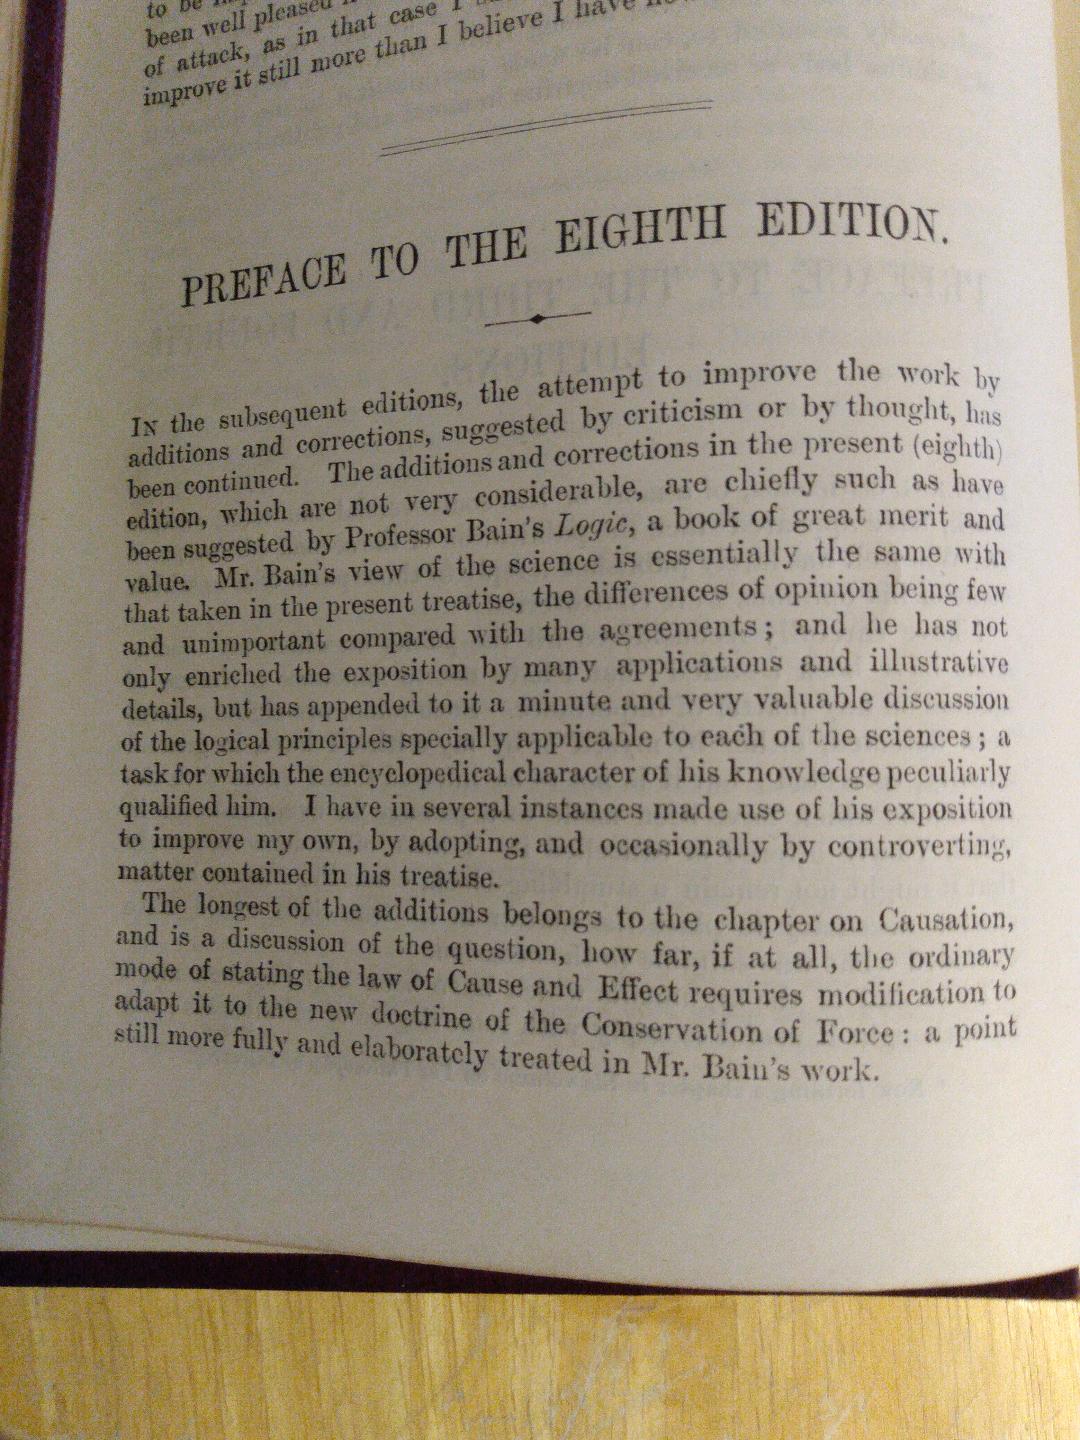 to be
been well pleased
of attack, as in that case I
improve it still more than I believe I have
PREFACE TO THE EIGHTH EDITION.
In the subsequent editions, the attempt to improve the work by
additions and corrections, suggested by criticism or by thought, has
been continued. The additions and corrections in the present (eighth)
edition, which are not very considerable, are chiefly such as have
been suggested by Professor Bain's Logic, a book of great merit and
value. Mr. Bain's view of the science is essentially the same with
that taken in the present treatise, the differences of opinion being few
and unimportant compared with the agreements; and he has not
only enriched the exposition by many applications and illustrative
details, but has appended to it a minute and very valuable discussion
of the logical principles specially applicable to each of the sciences; a
task for which the encyclopedical character of his knowledge peculiarly
qualified him. I have in several instances made use of his exposition
to improve my own, by adopting, and occasionally by controverting,
matter contained in his treatise.
The longest of the additions belongs to the chapter on Causation,
and is a discussion of the question, how far, if at all, the ordinary
mode of stating the law of Cause and Effect requires modification to
adapt it to the new doctrine of the Conservation of Force: a point
still more fully and elaborately treated in Mr. Bain's work.